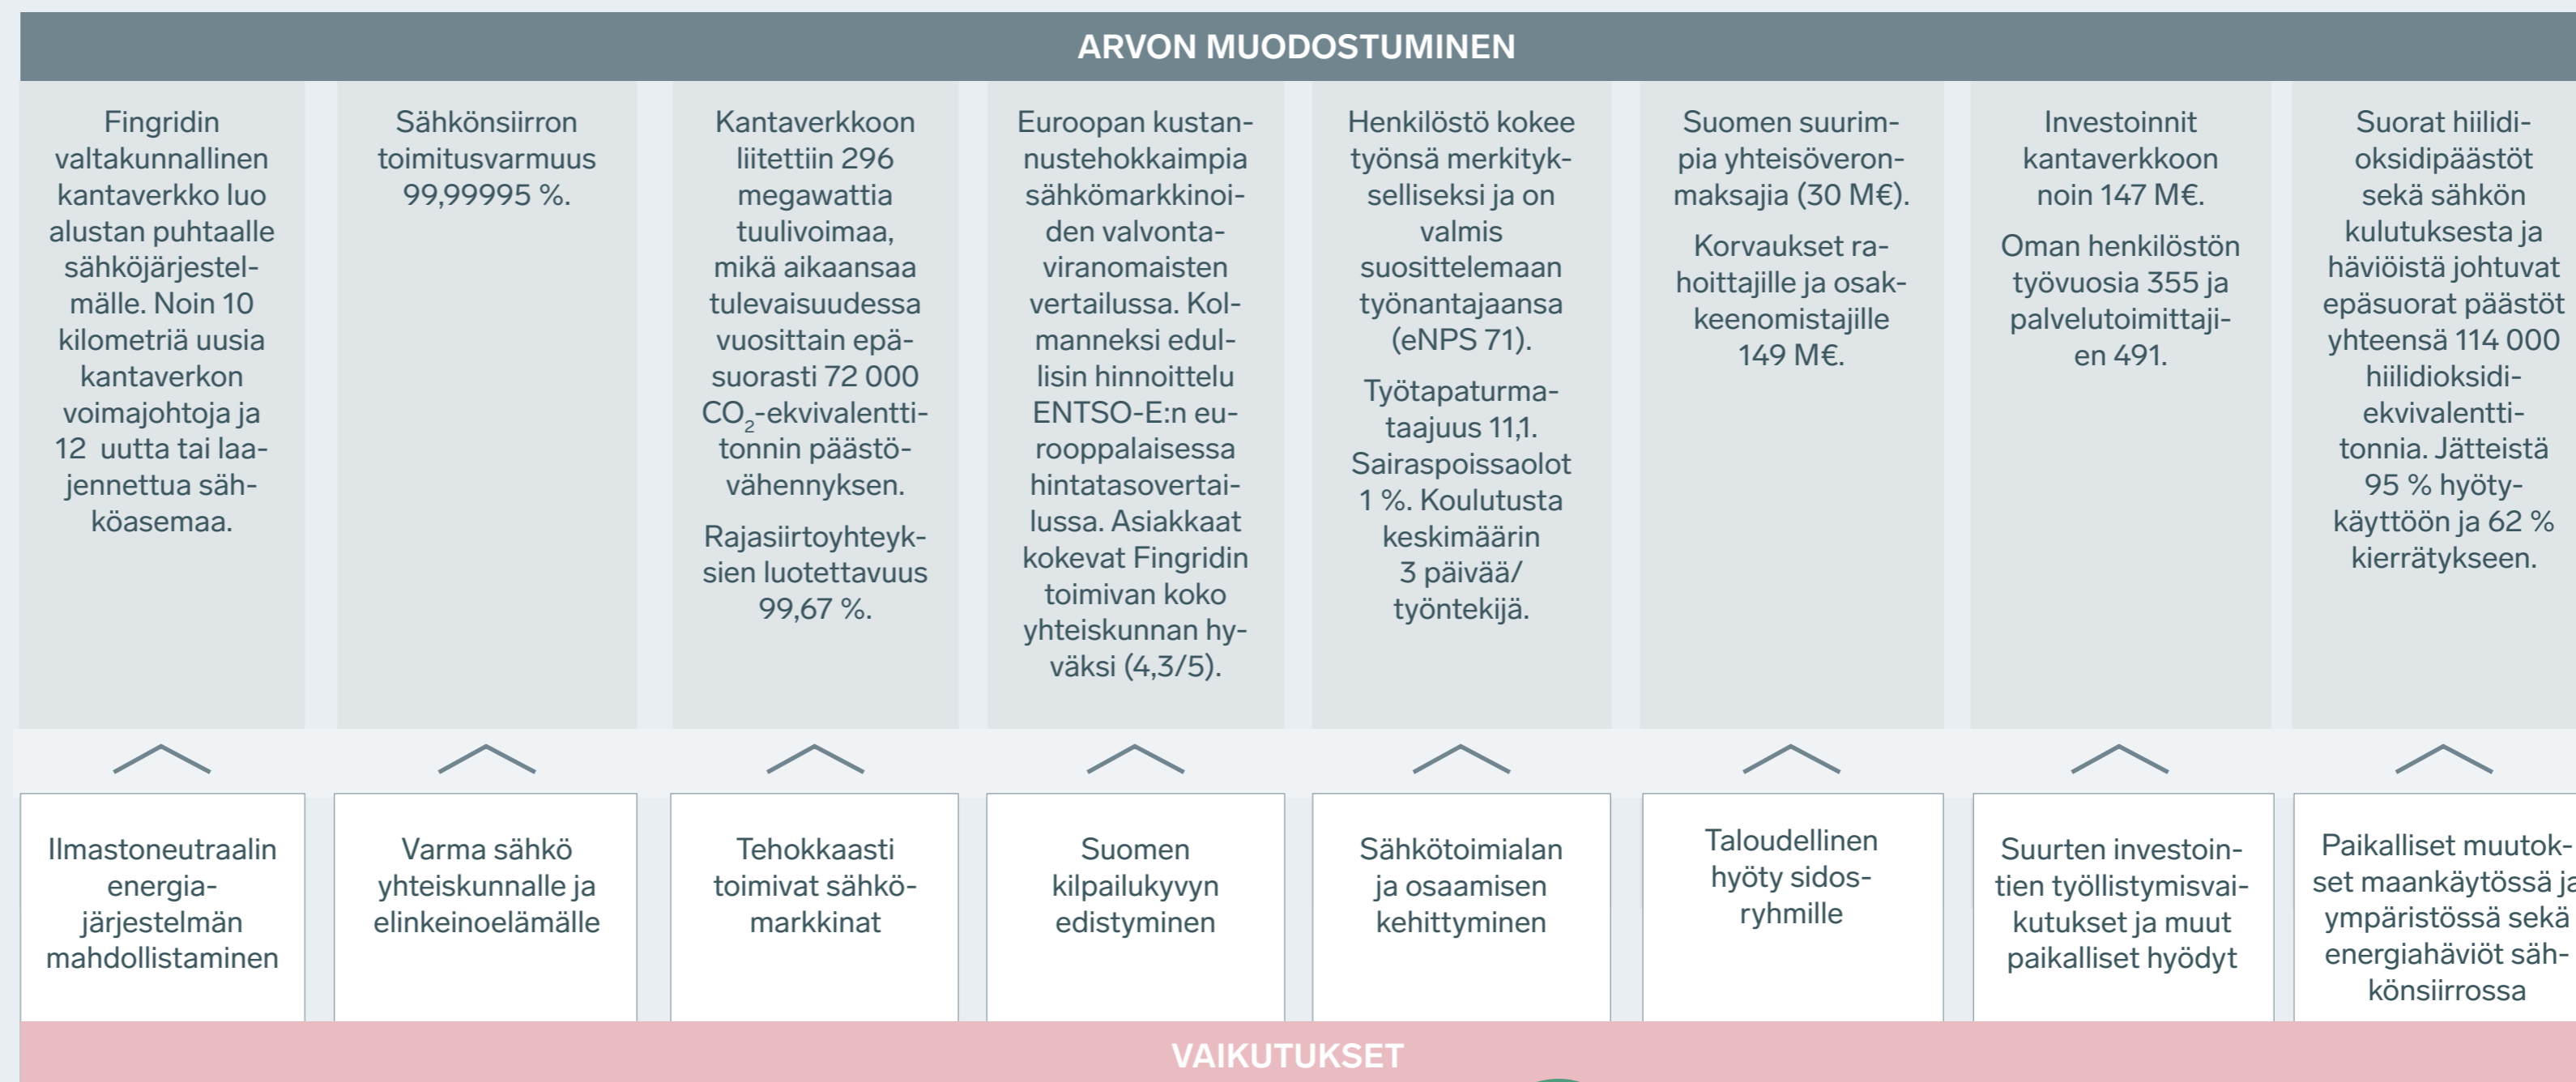 ARVON MUODOSTUMINEN
Fingridin
valtakunnallinen
kantaverkko luo
alustan puhtaalle
sähköjärjestel-
mälle. Noin 10
kilometriä uusia
kantaverkon
voimajohtoja ja
12 uutta tai laa-
jennettua säh-
köasemaa.
Sähkönsiirron
toimitusvarmuus
99,99995 %.
Kantaverkkoon
liitettiin 296
megawattia
tuulivoimaa,
mikä aikaansaa
tulevaisuudessa
vuosittain epä-
suorasti 72 000
CO₂-ekvivalentti-
tonnin päästö-
vähennyksen.
Rajasiirtoyhteyk-
sien luotettavuus
99,67 %.
Euroopan kustan-
nustehokkaimpia
sähkömarkkinoi-
den valvonta-
viranomaisten
vertailussa. Kol-
manneksi edul-
lisin hinnoittelu
ENTSO-E:n eu-
rooppalaisessa
hintatasovertai-
lussa. Asiakkaat
kokevat Fingridin
toimivan koko
yhteiskunnan hy-
väksi (4,3/5).
Henkilöstö kokee
työnsä merkityk-
selliseksi ja on
valmis
suosittelemaan
työnantajaansa
(eNPS 71).
Työtapaturma-
taajuus 11,1.
Sairaspoissaolot
1 %. Koulutusta
keskimäärin
3 päivää/
työntekijä.
Suomen suurim-
pia yhteisöveron-
maksajia (30 M€).
Korvaukset ra-
hoittajille ja osak-
keenomistajille
149 M€.
Investoinnit
kantaverkkoon
noin 147 M€.
Oman henkilöstön
työvuosia 355 ja
palvelutoimittaji-
en 491.
Suorat hiilidi-
oksidipäästöt
sekä sähkön
kulutuksesta ja
häviöistä johtuvat
epäsuorat päästöt
yhteensä 114 000
hiilidioksidi-
ekvivalentti-
tonnia. Jätteistä
95 % hyöty-
käyttöön ja 62 %
kierrätykseen.
Ilmastoneutraalin
energia-
järjestelmän
mahdollistaminen
Varma sähkö
yhteiskunnalle ja
elinkeinoelämälle
Tehokkaasti
toimivat sähkö-
markkinat
Suomen
kilpailukyvyn
edistyminen
Sähkötoimialan
ja osaamisen
kehittyminen
Taloudellinen
hyöty sidos-
ryhmille
Suurten investoin-
tien työllistymisvai-
kutukset ja muut
paikalliset hyödyt
Paikalliset muutok-
set maankäytössä ja
ympäristössä sekä
energiahäviöt säh-
könsiirrossa
VAIKUTUKSET